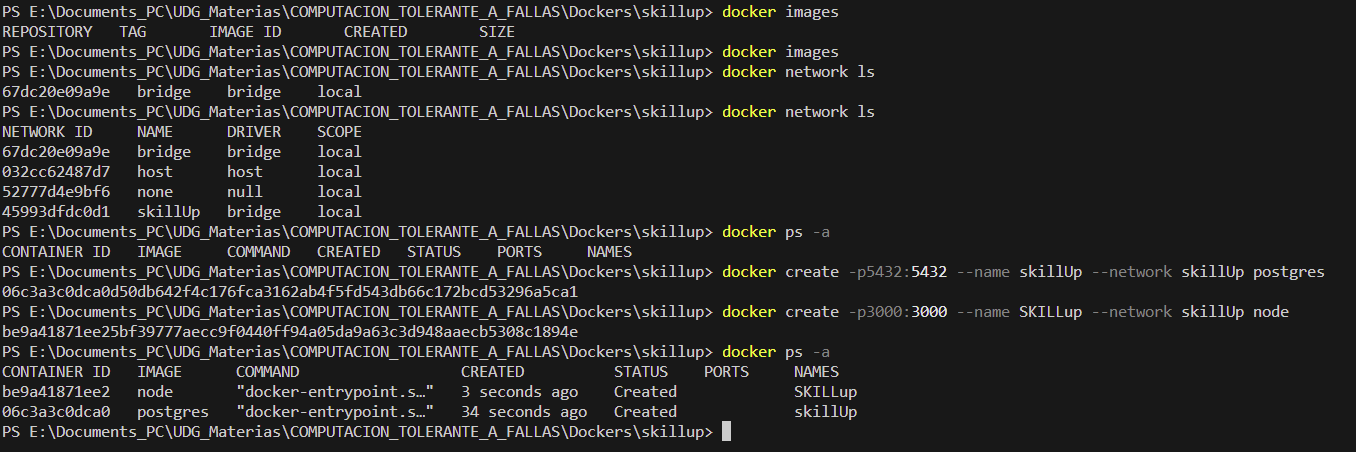 PS E:\Documents_PC\UDG_Materias\COMPUTACION_TOLERANTE_A_FALLAS\Dockers\skillup> docker images
REPOSITORY   TAG       IMAGE ID       CREATED        SIZE
PS E:\Documents_PC\UDG_Materias\COMPUTACION_TOLERANTE_A_FALLAS\Dockers\skillup> docker images
PS E:\Documents_PC\UDG_Materias\COMPUTACION_TOLERANTE_A_FALLAS\Dockers\skillup> docker network ls
67dc20e09a9e   bridge    bridge    local
PS E:\Documents_PC\UDG_Materias\COMPUTACION_TOLERANTE_A_FALLAS\Dockers\skillup> docker network ls
NETWORK ID     NAME      DRIVER    SCOPE
67dc20e09a9e   bridge    bridge    local
032cc62487d7   host      host      local
52777d4e9bf6   none      null      local
45993dfdc0d1   skillUp   bridge    local
PS E:\Documents_PC\UDG_Materias\COMPUTACION_TOLERANTE_A_FALLAS\Dockers\skillup> docker ps -a
CONTAINER ID   IMAGE     COMMAND   CREATED   STATUS    PORTS     NAMES
PS E:\Documents_PC\UDG_Materias\COMPUTACION_TOLERANTE_A_FALLAS\Dockers\skillup> docker create -p5432:5432 --name skillUp --network skillUp postgres
06c3a3c0dca0d50db642f4c176fca3162ab4f5fd543db66c172bcd53296a5ca1
PS E:\Documents_PC\UDG_Materias\COMPUTACION_TOLERANTE_A_FALLAS\Dockers\skillup> docker create -p3000:3000 --name SKILLup --network skillUp node
be9a41871ee25bf39777aecc9f0440ff94a05da9a63c3d948aaecb5308c1894e
PS E:\Documents_PC\UDG_Materias\COMPUTACION_TOLERANTE_A_FALLAS\Dockers\skillup> docker ps -a
CONTAINER ID   IMAGE      COMMAND                  CREATED          STATUS    PORTS     NAMES
be9a41871ee2   node       "docker-entrypoint.s…"   3 seconds ago    Created             SKILLup
06c3a3c0dca0   postgres   "docker-entrypoint.s…"   34 seconds ago   Created             skillUp
PS E:\Documents_PC\UDG_Materias\COMPUTACION_TOLERANTE_A_FALLAS\Dockers\skillup>